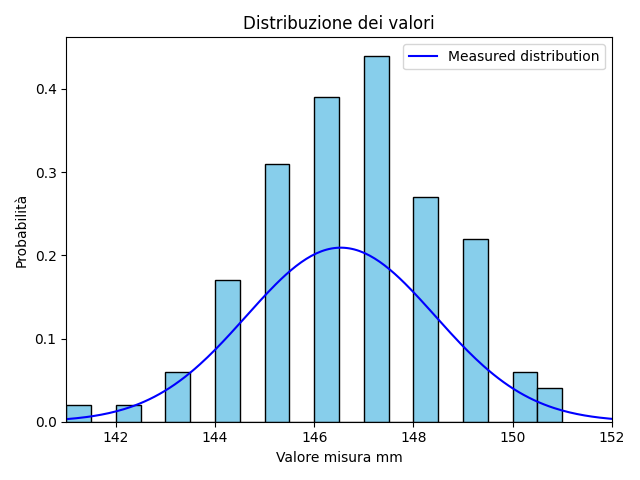 Distribuzione dei valori
Measured distribution
Probabilità
0.4
0.3
0.2
0.1
0.0
142 144 146 148 150 152
Valore misura mm